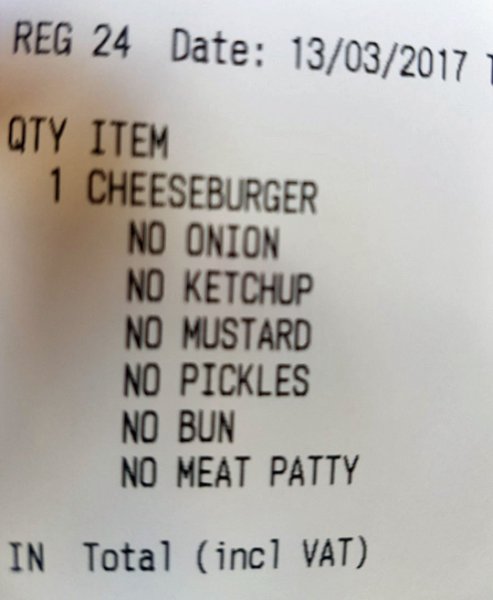 REG 24 Date: 13/03/2017
QTY ITEM
1 CHEESEBURGER
NO ONION
NO KETCHUP
NO MUSTARD
NO PICKLES
NO BUN
NO MEAT PATTY
IN Total (incl VAT)